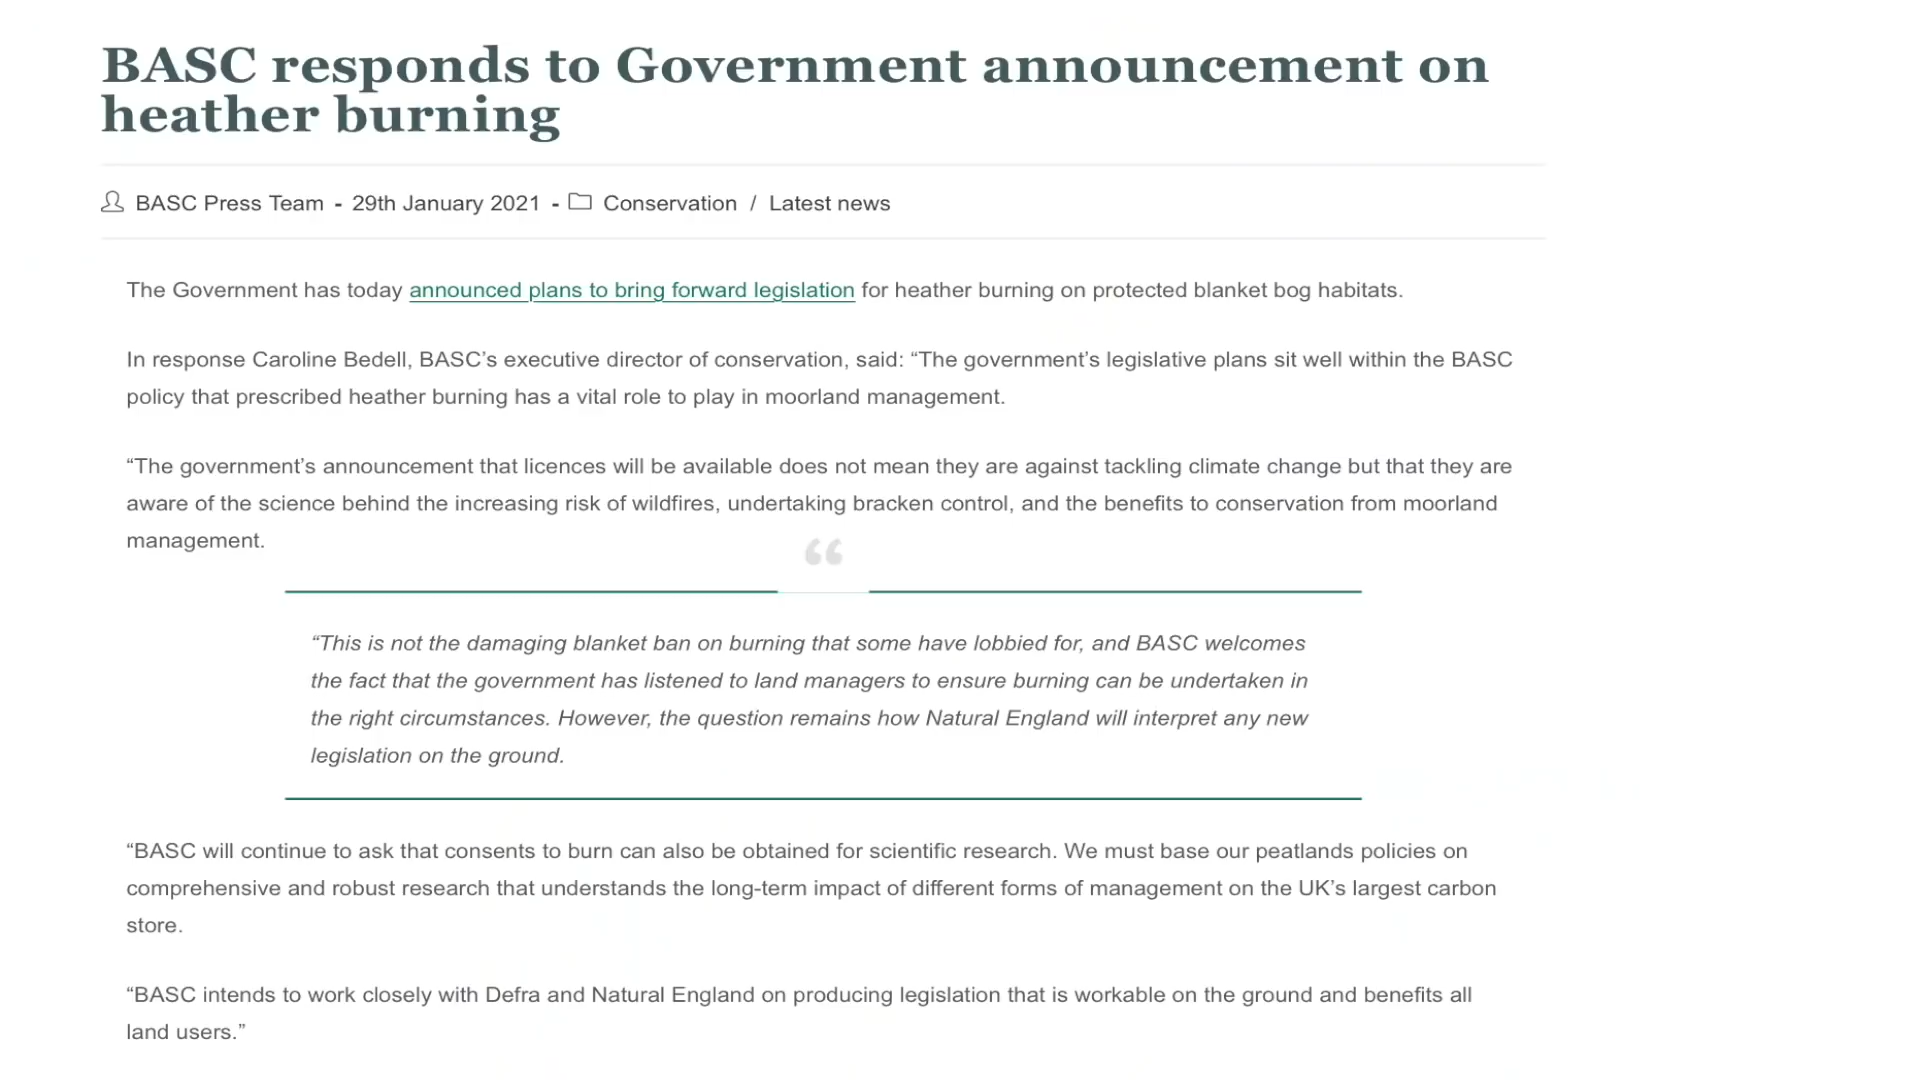 BASC responds to Government announcement on
heather burning
BASC Press Team - 29th January 2021 - Conservation / Latest news
The Government has today announced plans to bring forward legislation for heather burning on protected blanket bog habitats.
In response Caroline Bedell, BASC’s executive director of conservation, said: “The government’s legislative plans sit well within the BASC
policy that prescribed heather burning has a vital role to play in moorland management.
“The government’s announcement that licences will be available does not mean they are against tackling climate change but that they are
aware of the science behind the increasing risk of wildfires, undertaking bracken control, and the benefits to conservation from moorland
management.
“
“This is not the damaging blanket ban on burning that some have lobbied for, and BASC welcomes
the fact that the government has listened to land managers to ensure burning can be undertaken in
the right circumstances. However, the question remains how Natural England will interpret any new
legislation on the ground.
“BASC will continue to ask that consents to burn can also be obtained for scientific research. We must base our peatlands policies on
comprehensive and robust research that understands the long-term impact of different forms of management on the UK’s largest carbon
store.
“BASC intends to work closely with Defra and Natural England on producing legislation that is workable on the ground and benefits all
land users.”